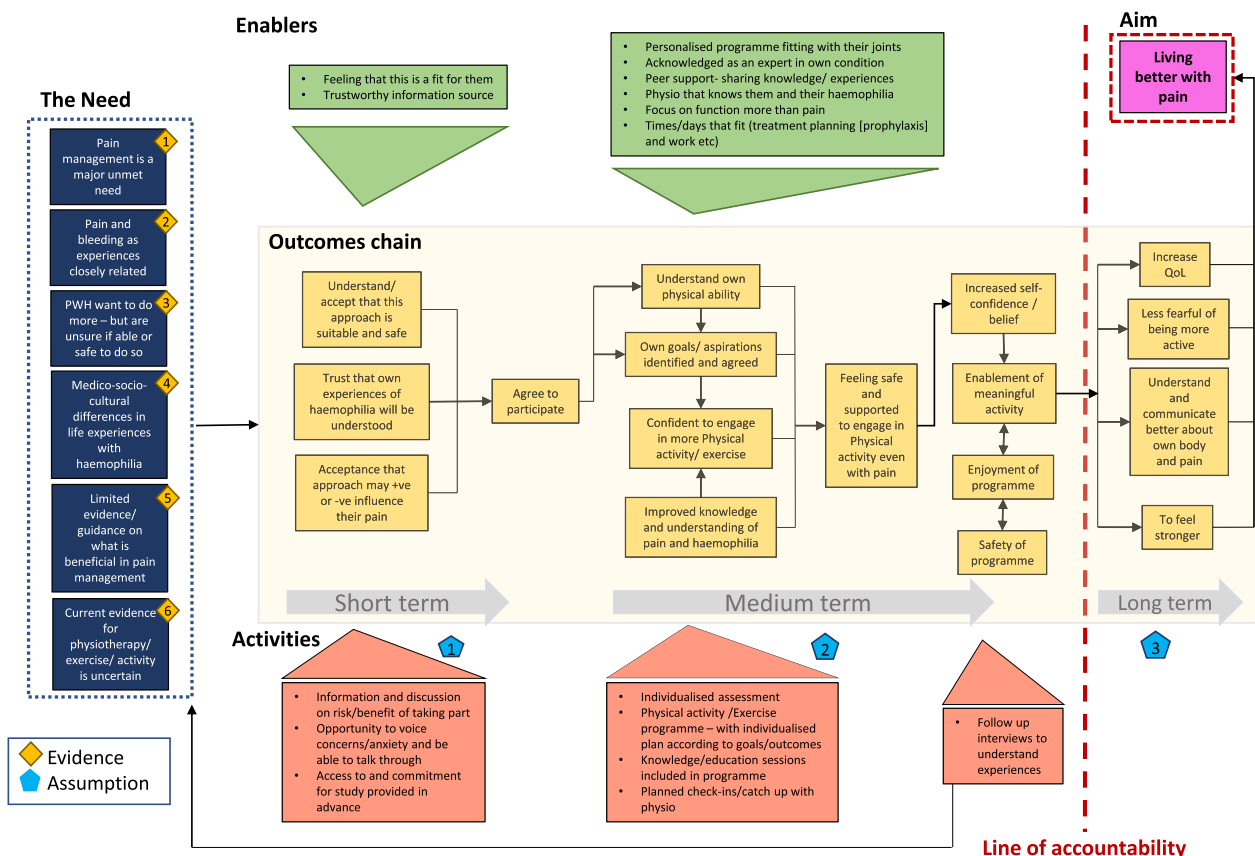 Enablers
Aim
• Feeling that this is a fit for them
• Trustworthy information source
• Personalised programme fitting with their joints
• Acknowledged as an expert in own condition
• Peer support- sharing knowledge/ experiences
• Physio that knows them and their haemophilia
• Focus on function more than pain
• Times/days that fit (treatment planning [prophylaxis]
and work etc)
Living
better with
pain
The Need
1
Pain
management is a
major unmet
need
2
Pain and
bleeding as
experiences
closely related
3
PWH want to do
more – but are
unsure if able or
safe to do so
4
Medico-socio-
cultural
differences in
life experiences
with
haemophilia
5
Limited
evidence/
guidance on
what is
beneficial in pain
management
6
Current evidence
for
physiotherapy/
exercise/ activity
is uncertain
Outcomes chain
Understand/
accept that this
approach is
suitable and safe
Trust that own
experiences of
haemophilia will be
understood
Acceptance that
approach may +ve
or -ve influence
their pain
Agree to
participate
Understand own
physical ability
Own goals/ aspirations
identified and agreed
Confident to engage
in more Physical
activity/ exercise
Improved knowledge
and understanding of
pain and haemophilia
Feeling safe
and
supported
to engage in
Physical
activity even
with pain
Increased self-
confidence /
belief
Enablement of
meaningful
activity
Enjoyment of
programme
Safety of
programme
Increase
QoL
Less fearful of
being more
active
Understand
and
communicate
better about
own body
and pain
To feel
stronger
Short term
Medium term
Long term
Activities
1
2
3
• Information and discussion
on risk/benefit of taking part
• Opportunity to voice
concerns/anxiety and be
able to talk through
• Access to and commitment
for study provided in
advance
• Individualised assessment
• Physical activity /Exercise
programme – with individualised
plan according to goals/outcomes
• Knowledge/education sessions
included in programme
• Planned check-ins/catch up with
physio
• Follow up
interviews to
understand
experiences
Evidence
Assumption
Line of accountability